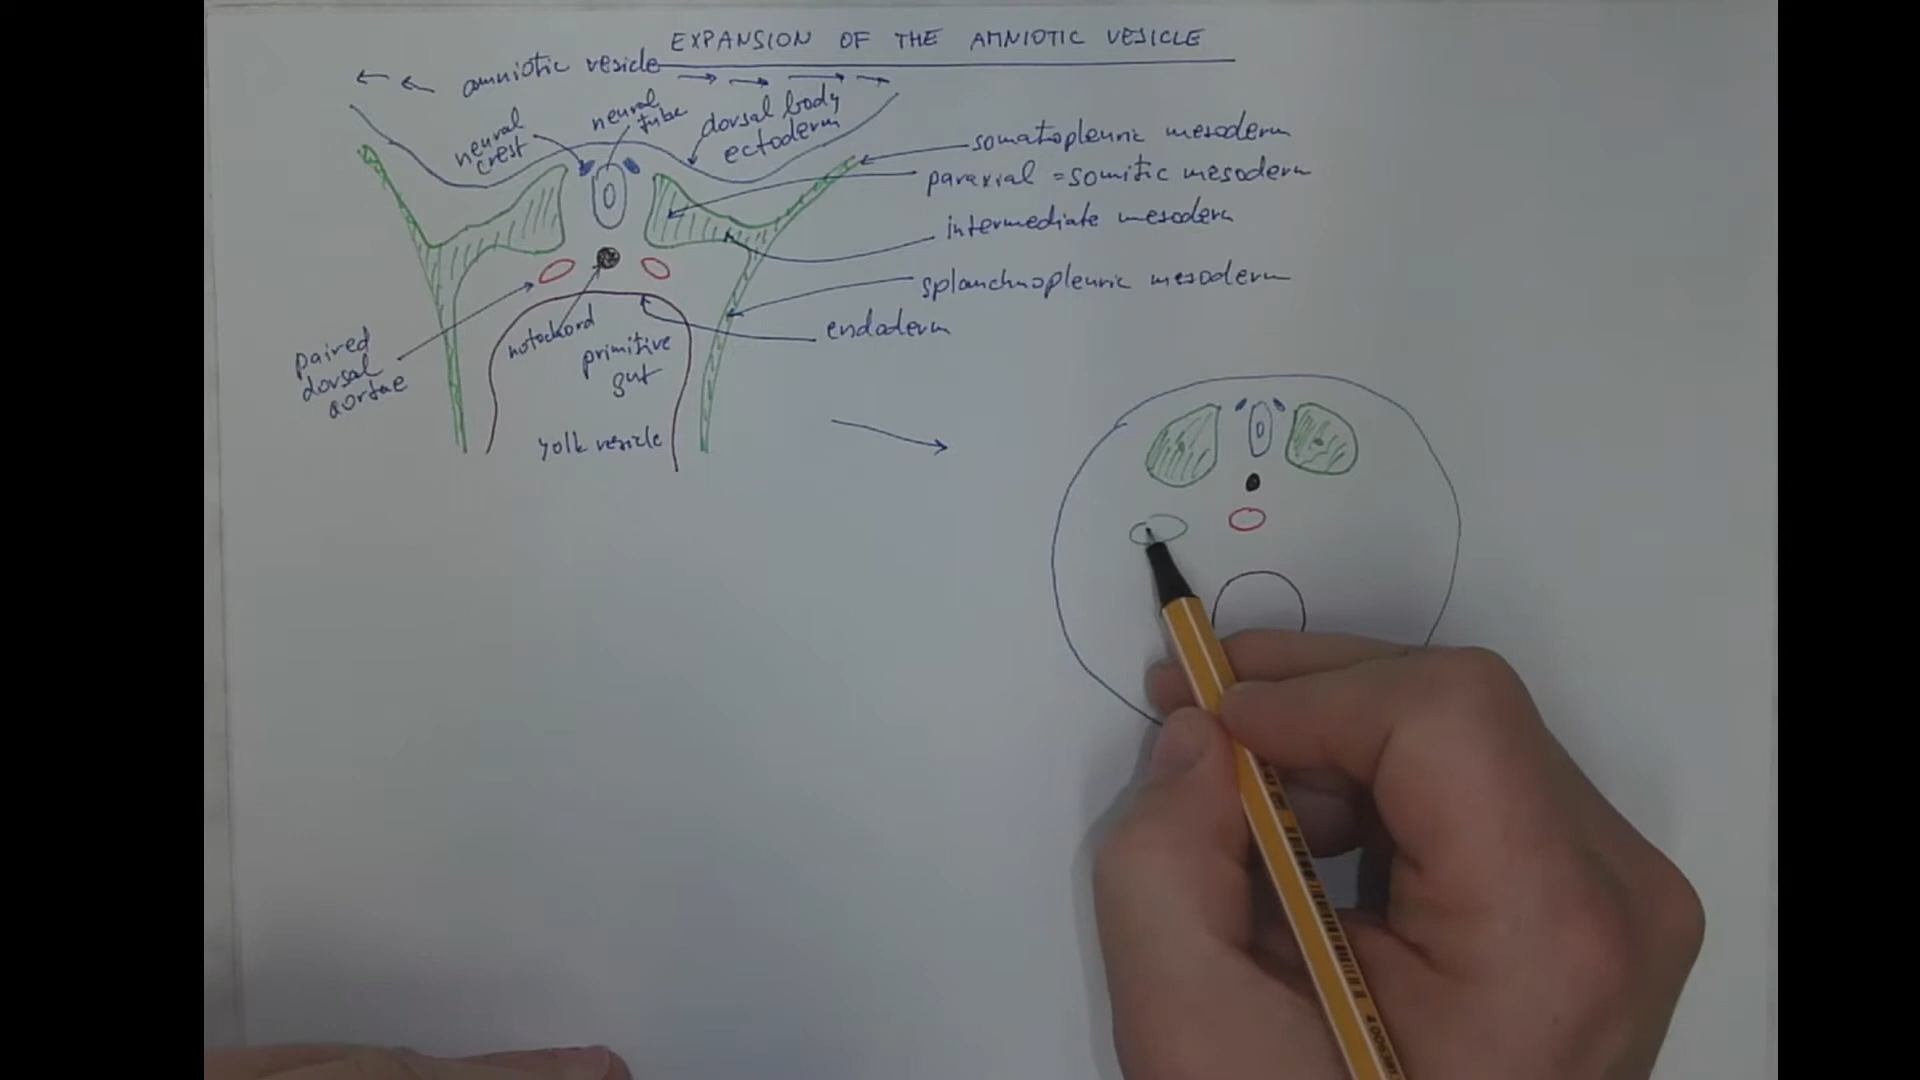 EXPANSION OF THE AMNIOTIC VESICLE
amniotic vesicle
neural
crest
neural
tube
dorsal body
ectoderm
somatopleuric mesoderm
paraxial = somitic mesoderm
intermediate mesoderm
splanchnopleuric mesoderm
endoderm
notochord
primitive
gut
paired
dorsal
aortae
yolk vesicle